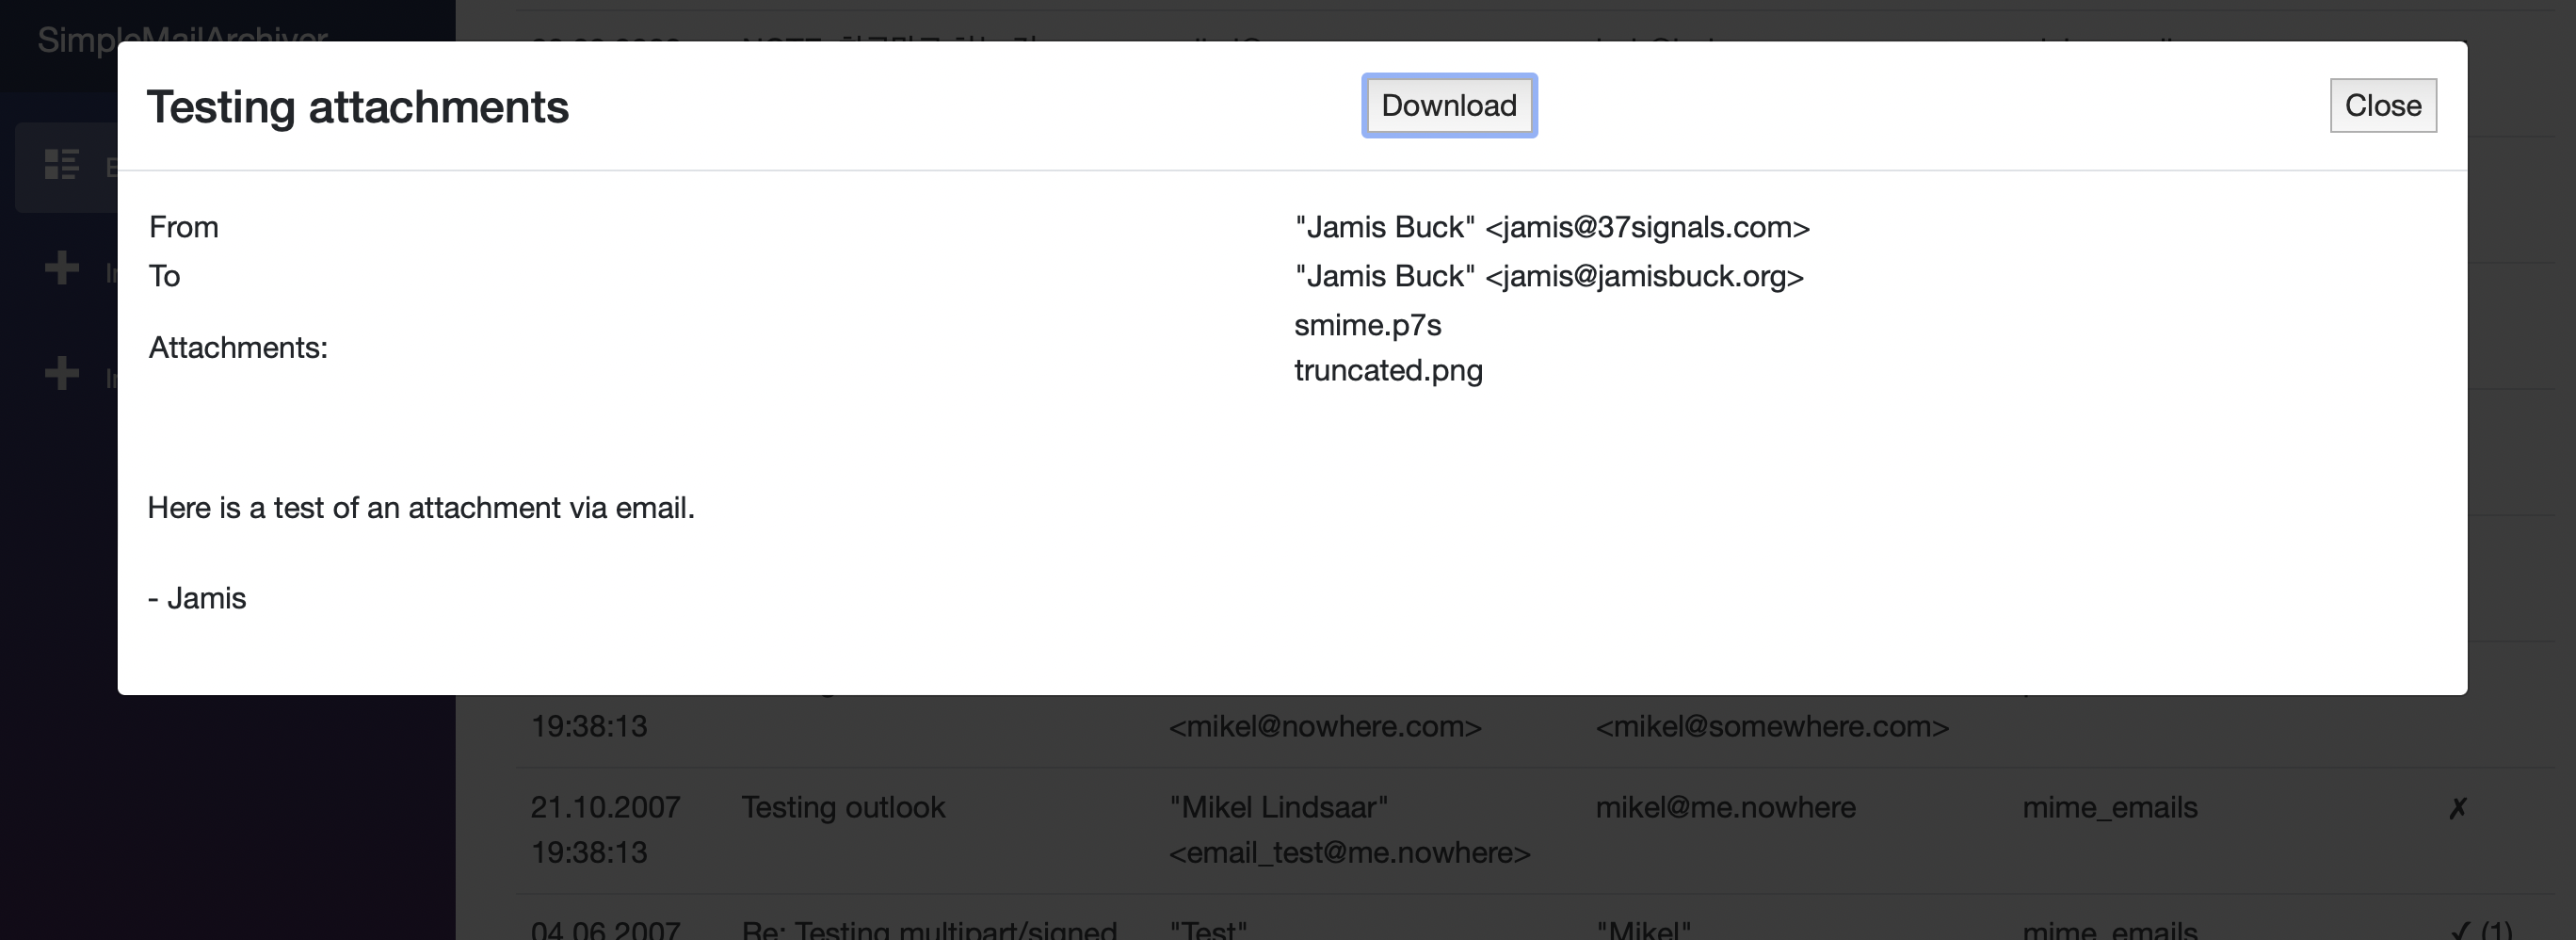 SimpleMailArchiver
Testing attachments
Download
Close
From
"Jamis Buck" <jamis@37signals.com>
To
"Jamis Buck" <jamis@jamisbuck.org>
Attachments:
smime.p7s
truncated.png
Here is a test of an attachment via email.
- Jamis
19:38:13
<mikel@nowhere.com>
<mikel@somewhere.com>
21.10.2007
Testing outlook
"Mikel Lindsaar"
mikel@me.nowhere
mime_emails
✗
19:38:13
<email_test@me.nowhere>
04.06.2007
Re: Testing multipart/signed
"Test"
"Mikel"
mime_emails
✓ (1)